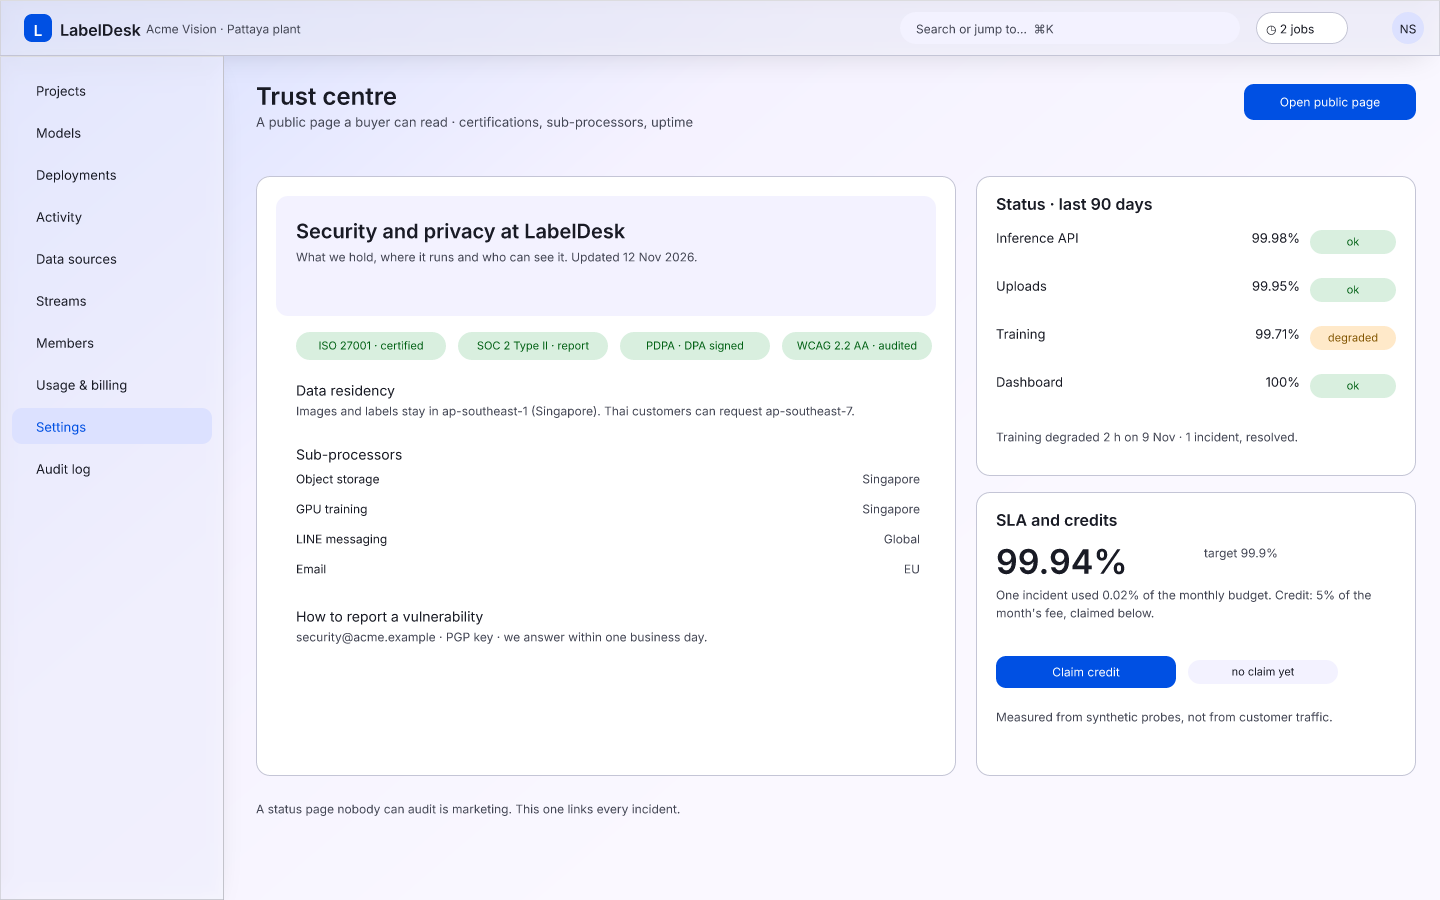 L LabelDesk Acme Vision · Pattaya plant
Search or jump to... ⌘K
◷ 2 jobs
NS
Projects
Models
Deployments
Activity
Data sources
Streams
Members
Usage & billing
Settings
Audit log
Trust centre
A public page a buyer can read · certifications, sub-processors, uptime
Open public page
Security and privacy at LabelDesk
What we hold, where it runs and who can see it. Updated 12 Nov 2026.
ISO 27001 · certified
SOC 2 Type II · report
PDPA · DPA signed
WCAG 2.2 AA · audited
Data residency
Images and labels stay in ap-southeast-1 (Singapore). Thai customers can request ap-southeast-7.
Sub-processors
Object storage Singapore
GPU training Singapore
LINE messaging Global
Email EU
How to report a vulnerability
security@acme.example · PGP key · we answer within one business day.
Status · last 90 days
Inference API 99.98% ok
Uploads 99.95% ok
Training 99.71% degraded
Dashboard 100% ok
Training degraded 2 h on 9 Nov · 1 incident, resolved.
SLA and credits
99.94% target 99.9%
One incident used 0.02% of the monthly budget. Credit: 5% of the
month's fee, claimed below.
Claim credit
no claim yet
Measured from synthetic probes, not from customer traffic.
A status page nobody can audit is marketing. This one links every incident.